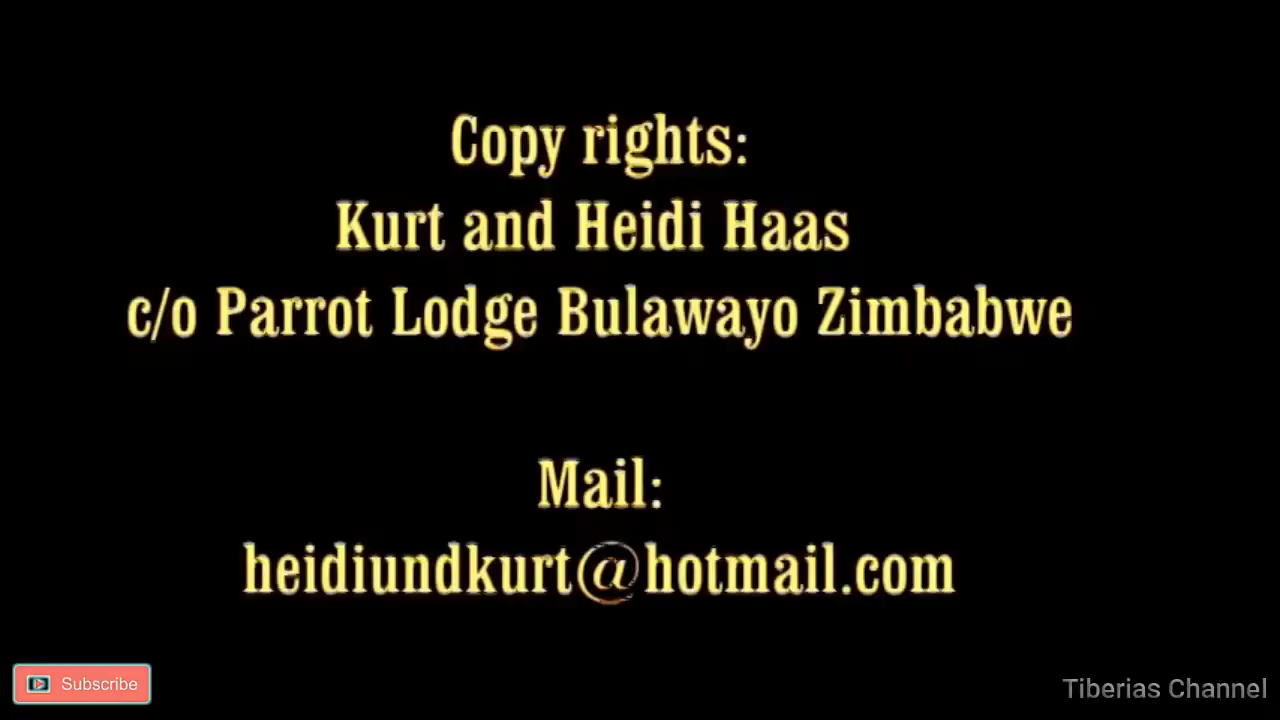 Copy rights:
Kurt and Heidi Haas
c/o Parrot Lodge Bulawayo Zimbabwe
Mail:
heidiundkurt@hotmail.com
Subscribe
Tiberias Channel